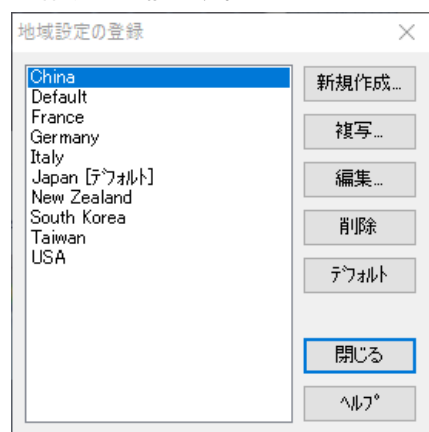 地域設定の登録
China
Default
France
Germany
Italy
Japan [ﾃﾞﾌｫﾙﾄ]
New Zealand
South Korea
Taiwan
USA
新規作成...
複写...
編集...
削除
ﾃﾞﾌｫﾙﾄ
閉じる
ﾍﾙﾌﾟ